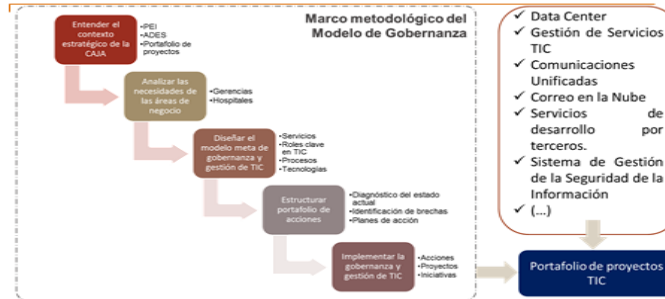 Marco metodológico del
Modelo de Gobernanza
Entender el
contexto
estratégico de la
CAJA
•PEI
•ADES
•Portafolio de
proyectos
Analizar las
necesidades de
las áreas de
negocio
•Gerencias
•Hospitales
Diseñar el
modelo meta de
gobernanza y
gestión de TIC
•Servicios
•Roles clave
en TIC
•Procesos
•Tecnologías
Estructurar
portafolio de
acciones
•Diagnóstico del estado
actual
•Identificación de brechas
•Planes de acción
Implementar la
gobernanza y
gestión de TIC
•Acciones
•Proyectos
•Iniciativas
✓ Data Center
✓ Gestión de Servicios
TIC
✓ Comunicaciones
Unificadas
✓ Correo en la Nube
✓ Servicios de
desarrollo por
terceros.
✓ Sistema de Gestión
de la Seguridad de la
Información
✓ (...)
Portafolio de proyectos
TIC